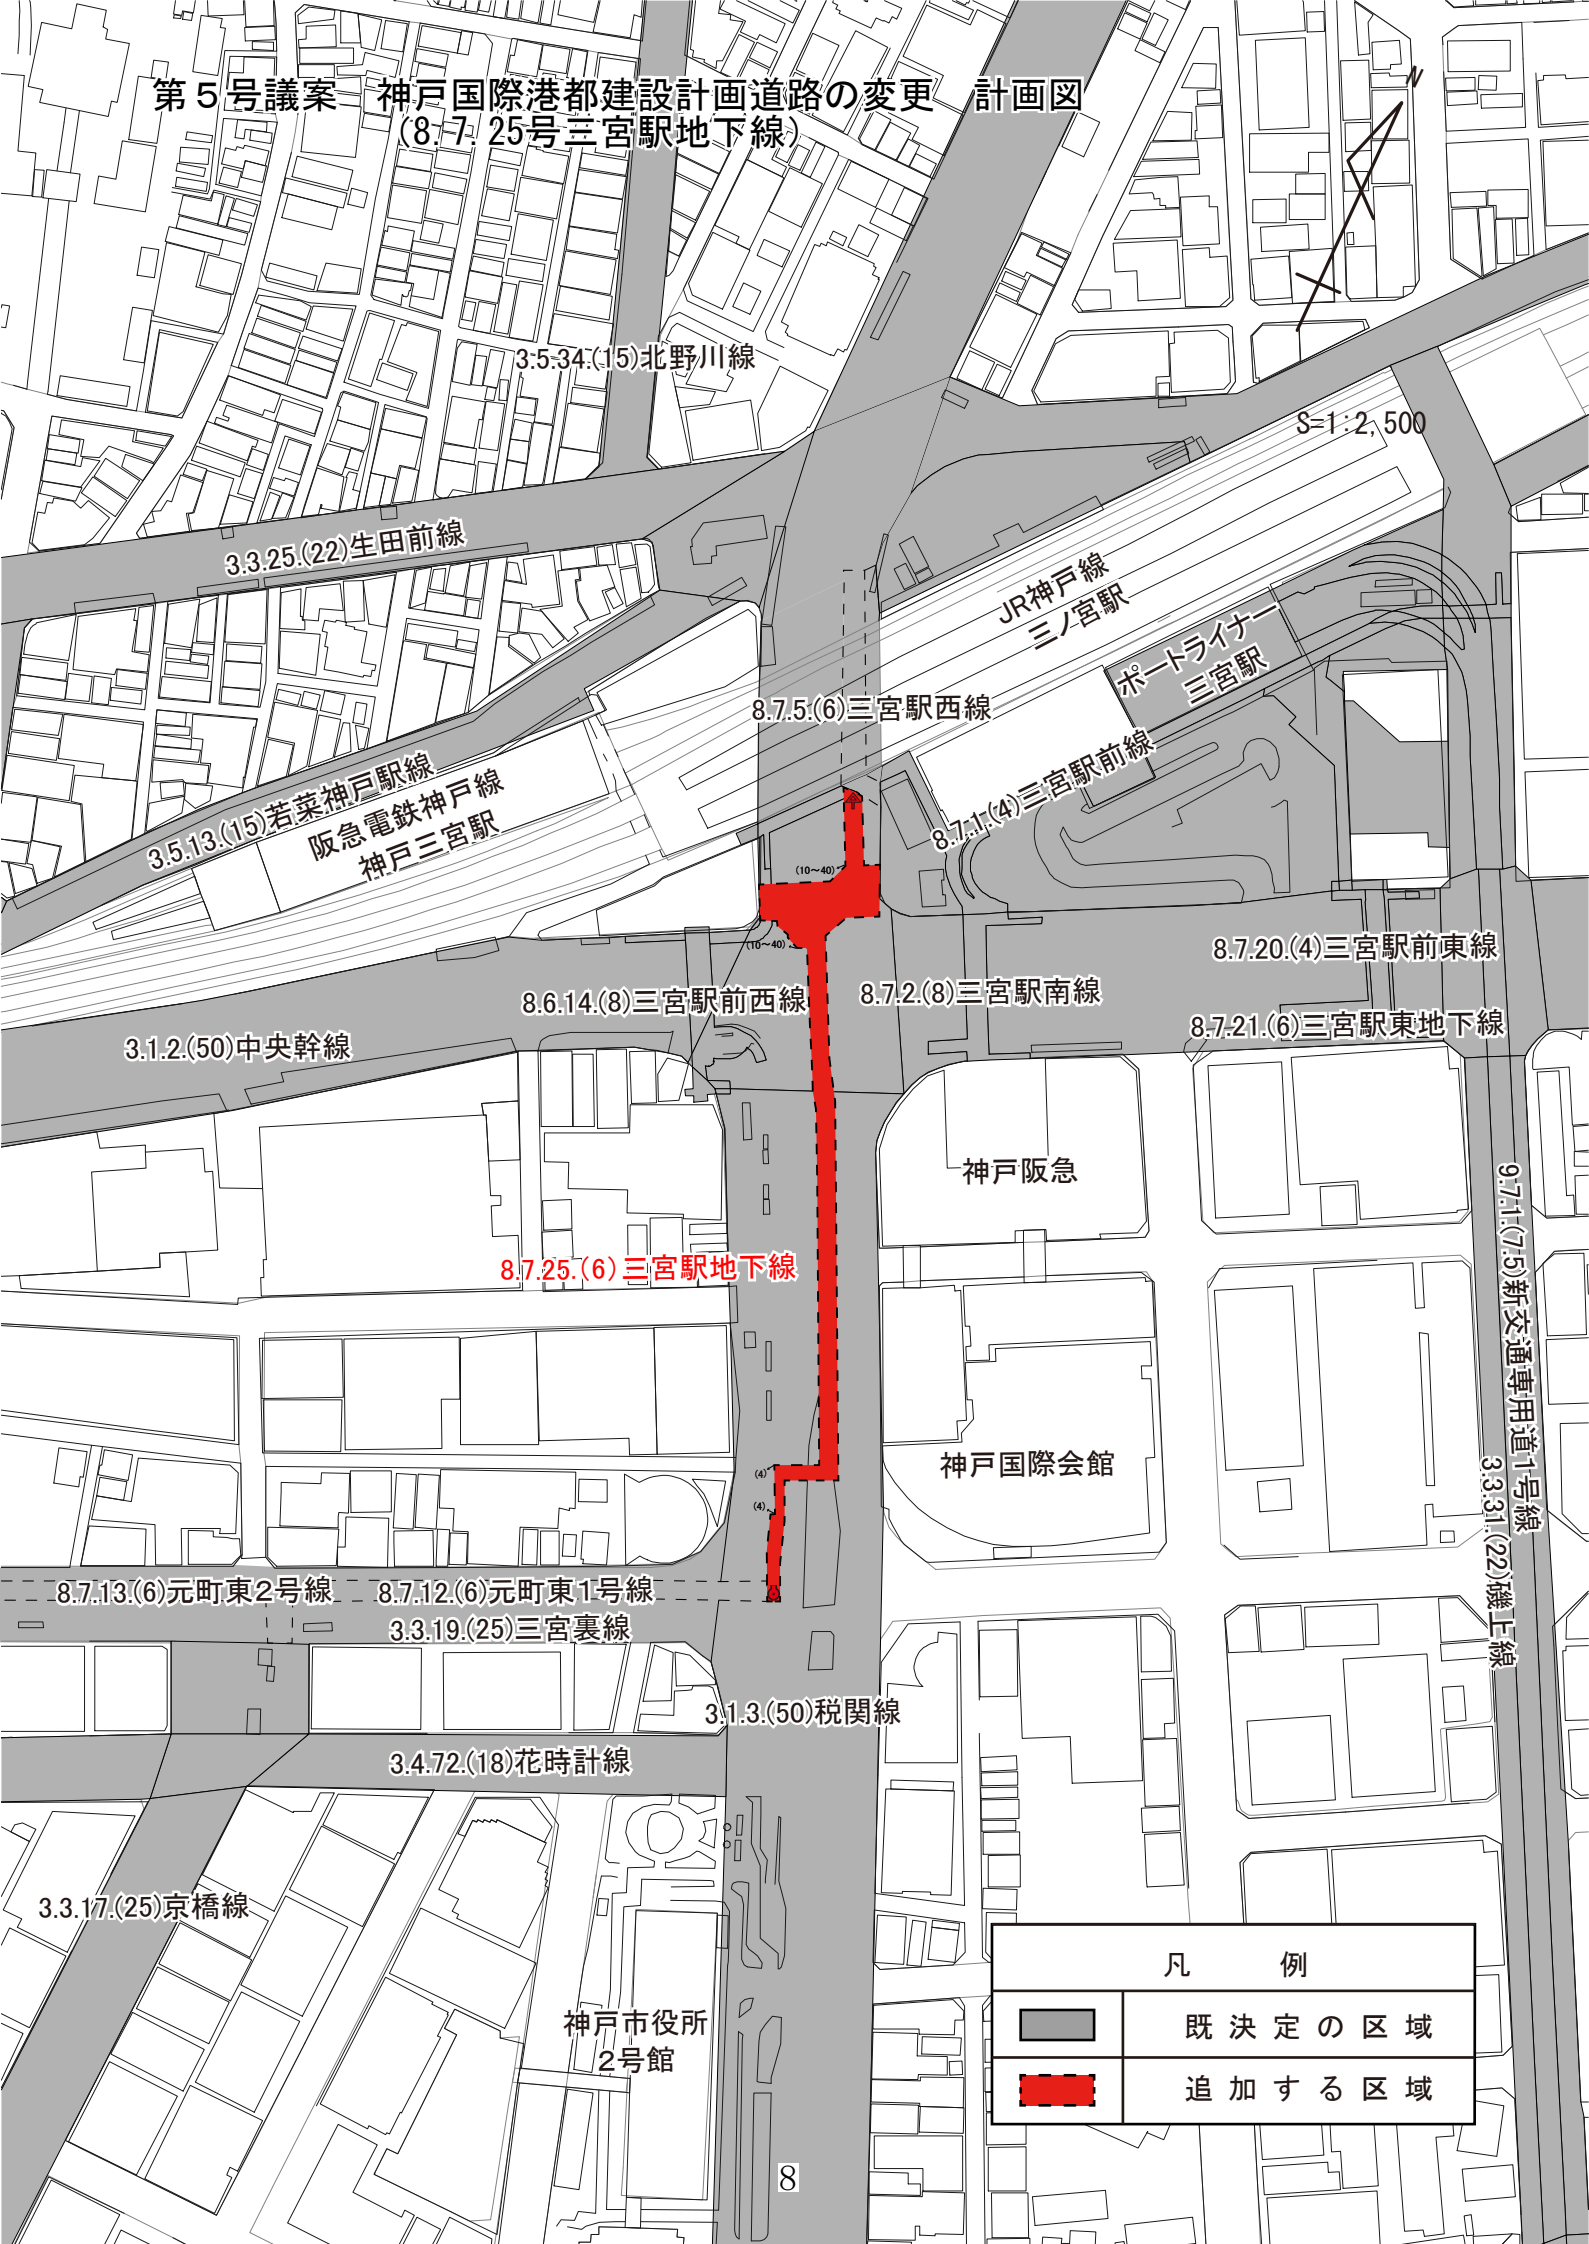 第5号議案　神戸国際港都建設計画道路の変更　計画図
(8.7.25号三宮駅地下線)
N
3.5.34.(15)北野川線
S=1:2,500
3.3.25.(22)生田前線
JR神戸線
三ノ宮駅
ポートライナー
三宮駅
8.7.5.(6)三宮駅西線
8.7.1.(4)三宮駅前線
3.5.13.(15)若菜神戸駅線
阪急電鉄神戸線
神戸三宮駅
(10～40)
(10～40)
8.7.20.(4)三宮駅前東線
8.6.14.(8)三宮駅前西線
8.7.2.(8)三宮駅南線
8.7.21.(6)三宮駅東地下線
3.1.2.(50)中央幹線
神戸阪急
9.7.1.(7.5)新交通専用道1号線
8.7.25.(6)三宮駅地下線
神戸国際会館
(4)
(4)
3.3.31.(22)磯上線
8.7.13.(6)元町東2号線
8.7.12.(6)元町東1号線
3.3.19.(25)三宮裏線
3.1.3.(50)税関線
3.4.72.(18)花時計線
3.3.17.(25)京橋線
神戸市役所
2号館
凡　例
既決定の区域
追加する区域
8